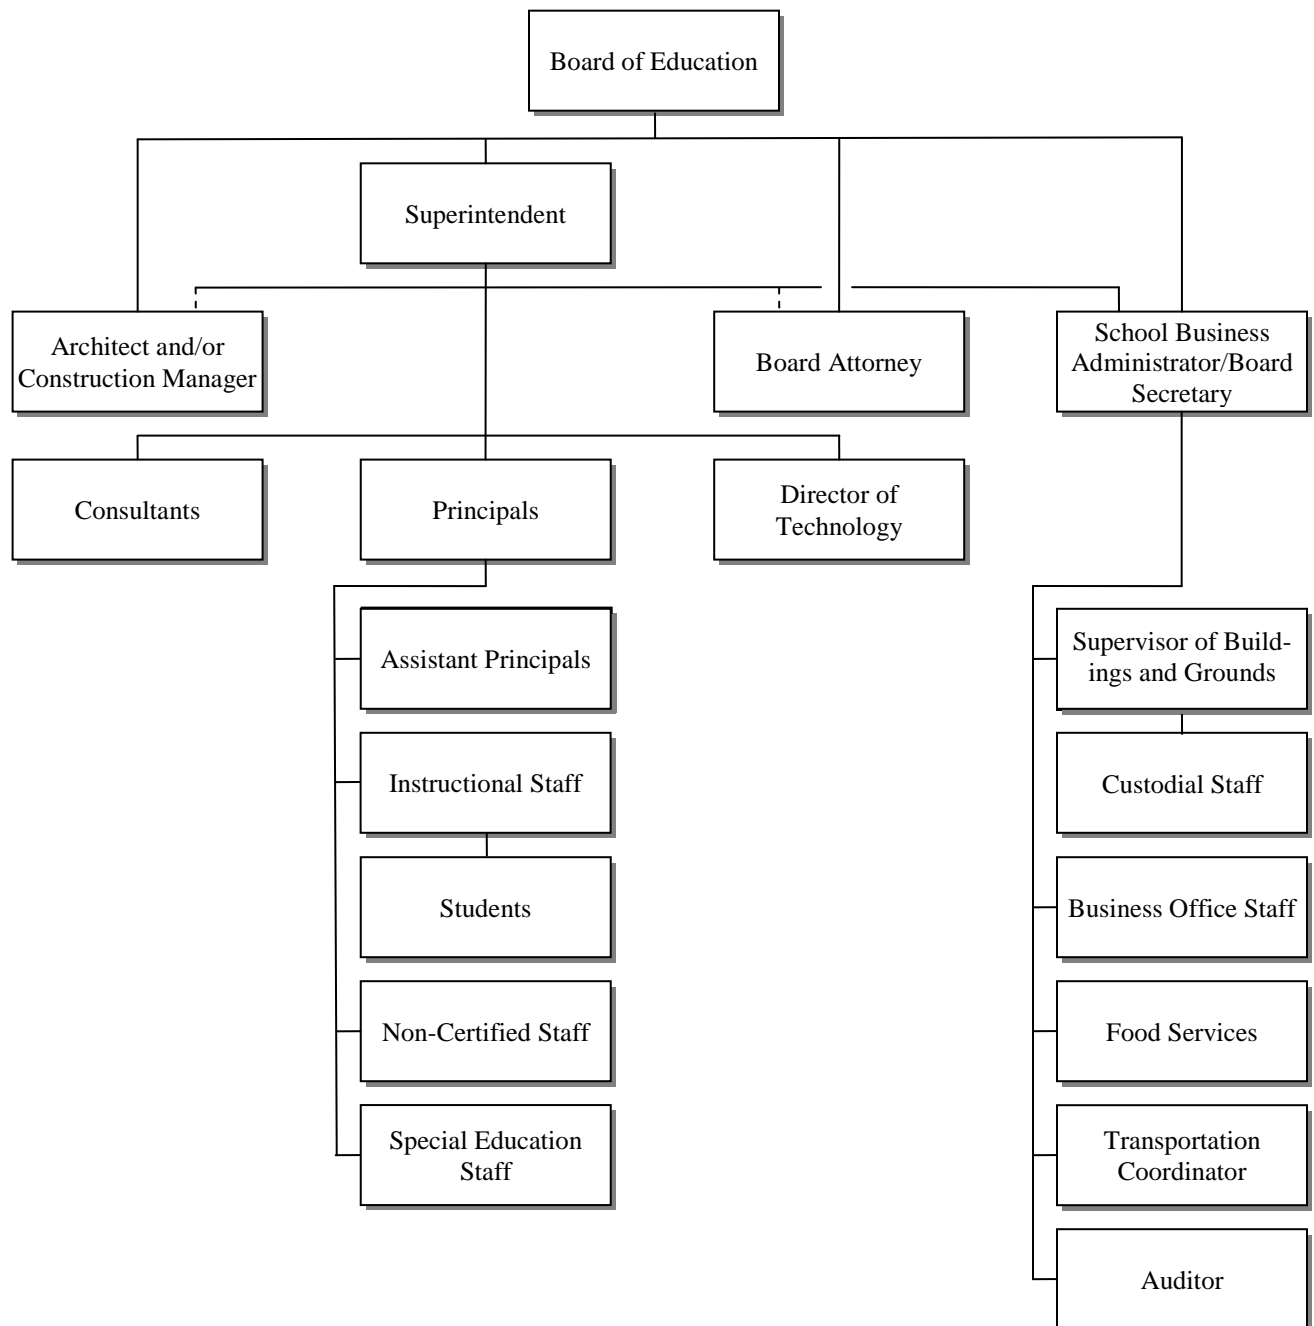 Board of Education
Superintendent
Architect and/or
Construction Manager
Board Attorney
School Business
Administrator/Board
Secretary
Consultants
Principals
Director of
Technology
Assistant Principals
Supervisor of Build-
ings and Grounds
Instructional Staff
Custodial Staff
Students
Business Office Staff
Non-Certified Staff
Food Services
Special Education
Staff
Transportation
Coordinator
Auditor